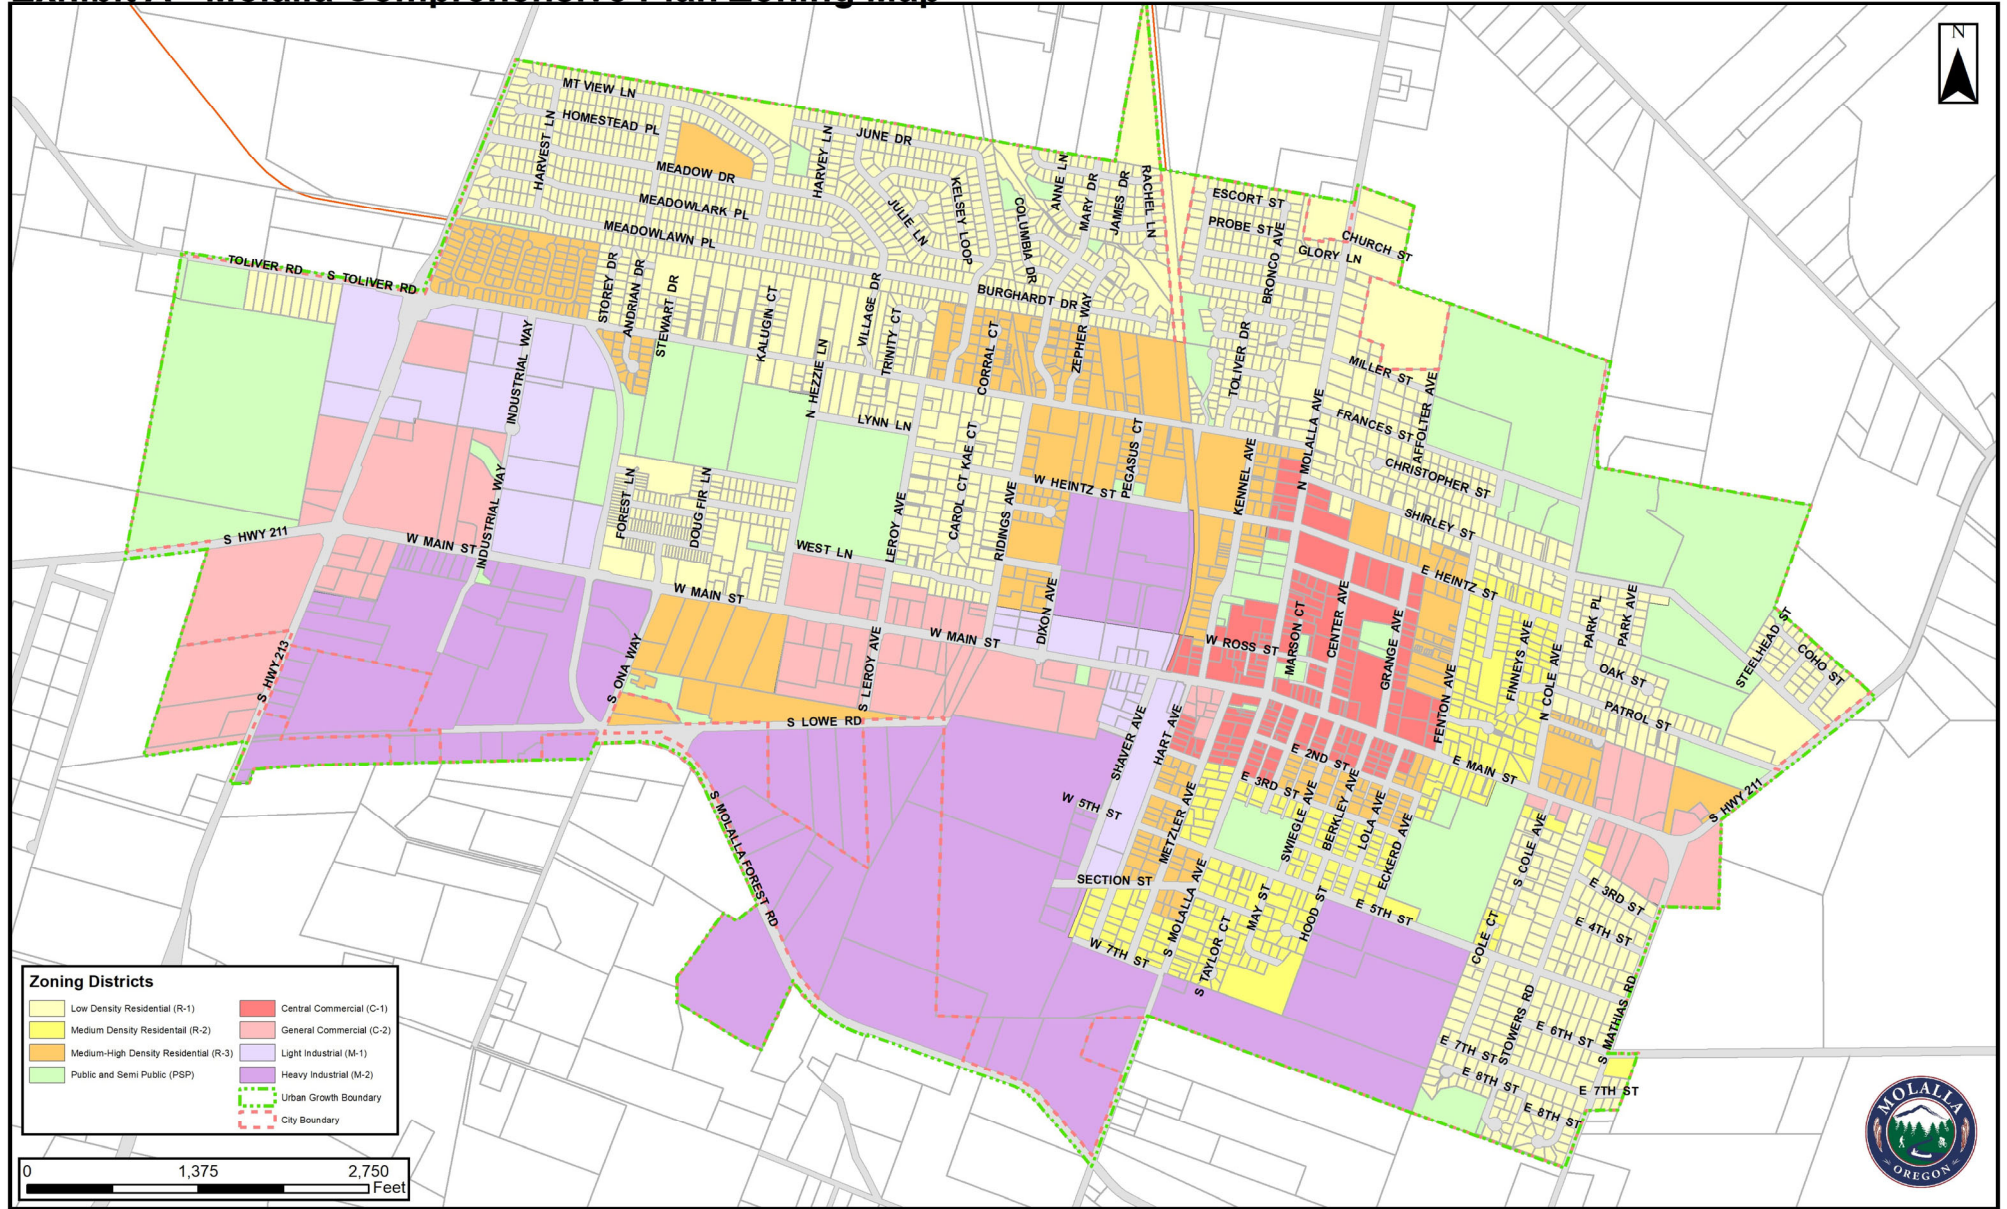 Exhibit A - Molalla Comprehensive Plan Zoning Map
N
MT VIEW LN
HOMESTEAD PL
HARVEST LN
MEADOW DR
MEADOWLARK PL
MEADOWLAWN PL
HARVEY LN
JUNE DR
JULIE LN
KELSEY LOOP
COLUMBIA DR
ANNE LN
MARY DR
JAMES DR
RACHEL LN
ESCORT ST
PROBE ST
BRONCO AVE
GLORY LN
CHURCH ST
TOLIVER RD
S TOLIVER RD
STOREY DR
ANDRIAN DR
STEWART DR
KALUGIN CT
VILLAGE DR
TRINITY CT
BURGHARDT DR
ZEPHER WAY
CORRAL CT
TOLIVER DR
INDUSTRIAL WAY
N HEZZIE LN
LYNN LN
MILLER ST
FRANCES ST
AFFOLTER AVE
CHRISTOPHER ST
N MOLALLA AVE
KENNEL AVE
PEGASUS CT
W HEINTZ ST
KAE CT
CAROL CT
RIDINGS AVE
LEROY AVE
FOREST LN
DOUG FIR LN
INDUSTRIAL WAY
SHIRLEY ST
E HEINTZ ST
S HWY 211
W MAIN ST
WEST LN
W MAIN ST
W MAIN ST
DIXON AVE
W ROSS ST
MARSON CT
CENTER AVE
GRANGE AVE
FENTON AVE
FINNEYS AVE
N COLE AVE
PARK PL
PARK AVE
OAK ST
PATROL ST
STEELHEAD ST
COHO ST
S HWY 213
S ONA WAY
S LEROY AVE
S LOWE RD
SHAVER AVE
HART AVE
E 2ND ST
E 3RD ST
E MAIN ST
S HWY 211
W 5TH ST
METZLER AVE
SWIEGLE AVE
BERKLEY AVE
LOLA AVE
ECKERD AVE
S COLE AVE
E 3RD ST
E 4TH ST
S MOLALLA FOREST RD
SECTION ST
S MOLALLA AVE
MAY ST
HOOD ST
E 5TH ST
COLE CT
W 7TH ST
S TAYLOR CT
STOWERS RD
E 6TH ST
S MATHIAS RD
E 7TH ST
E 8TH ST
E 7TH ST
E 8TH ST
Zoning Districts
Low Density Residential (R-1)
Medium Density Residentail (R-2)
Medium-High Density Residential (R-3)
Public and Semi Public (PSP)
Central Commercial (C-1)
General Commercial (C-2)
Light Industrial (M-1)
Heavy Industrial (M-2)
Urban Growth Boundary
City Boundary
0 1,375 2,750
Feet
MOLALLA
OREGON